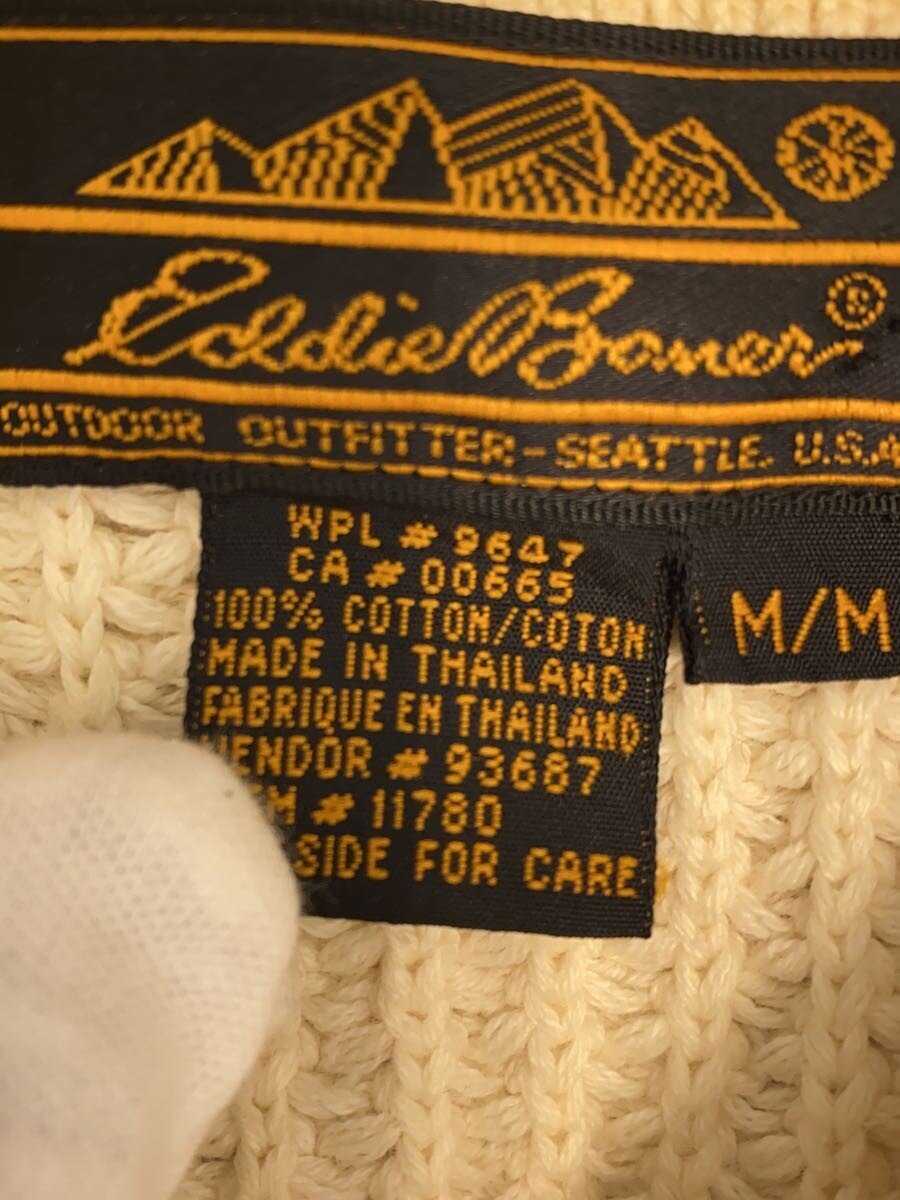 Eddie Bauer®
OUTDOOR OUTFITTER - SEATTLE. U.S.A
WPL # 9647
CA # 00665
100% COTTON/COTON
MADE IN THAILAND
FABRIQUE EN THAILAND
VENDOR # 93687
# 11780
SIDE FOR CARE
M/M